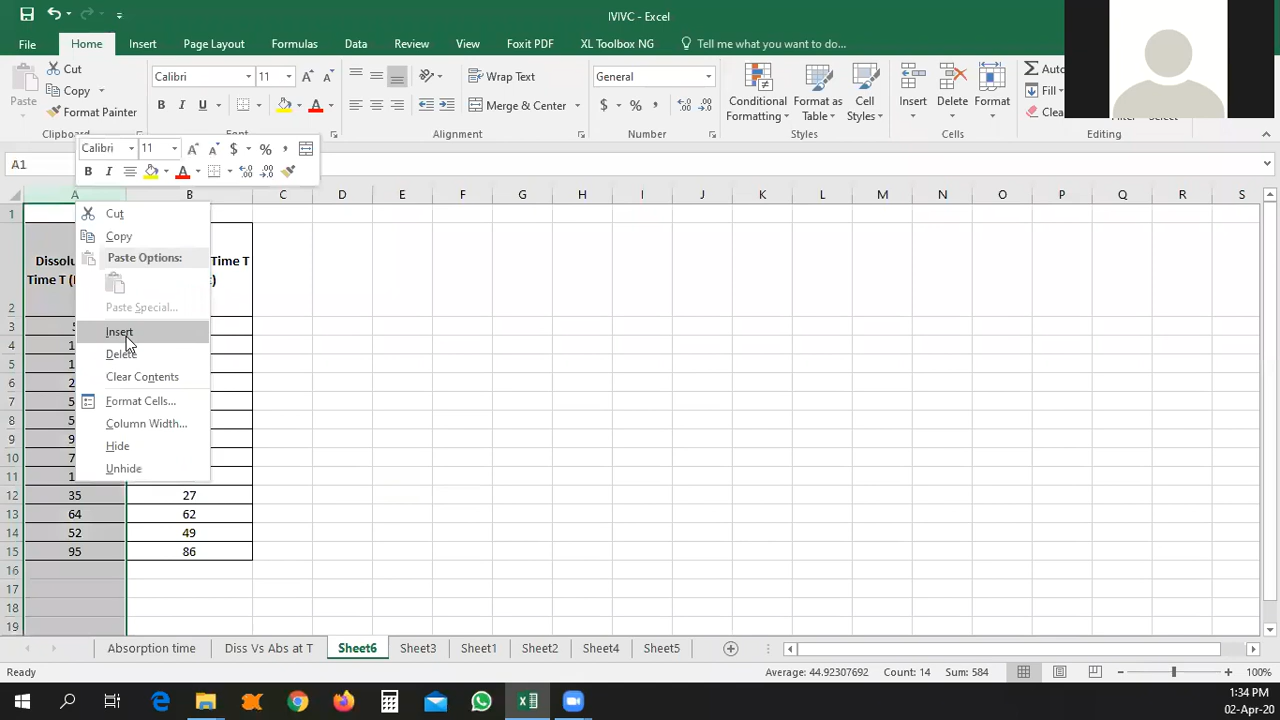 IVIVC - Excel
File Home Insert Page Layout Formulas Data Review View Foxit PDF XL Toolbox NG Tell me what you want to do...
Paste
Cut
Copy
Format Painter
Clipboard
Calibri 11
B I U A
Font
Wrap Text
Merge & Center
Alignment
General
$ % ,
Number
Conditional
Formatting
Format as
Table
Cell
Styles
Styles
Insert Delete Format
Cells
Auto
Fill
Clea
Editing
Calibri 11 A A $ % ,
B I A
A1
A B C D E F G H I J K L M N O P Q R S
1
Dissolu Time T
Time T (
2
3
4
5
6
7
8
9
10
11
12 35 27
13 64 62
14 52 49
15 95 86
16
17
18
19
Cut
Copy
Paste Options:
Paste Special...
Insert
Delete
Clear Contents
Format Cells...
Column Width...
Hide
Unhide
Absorption time Diss Vs Abs at T Sheet6 Sheet3 Sheet1 Sheet2 Sheet4 Sheet5
Ready Average: 44.92307692 Count: 14 Sum: 584 100%
1:34 PM
02-Apr-20